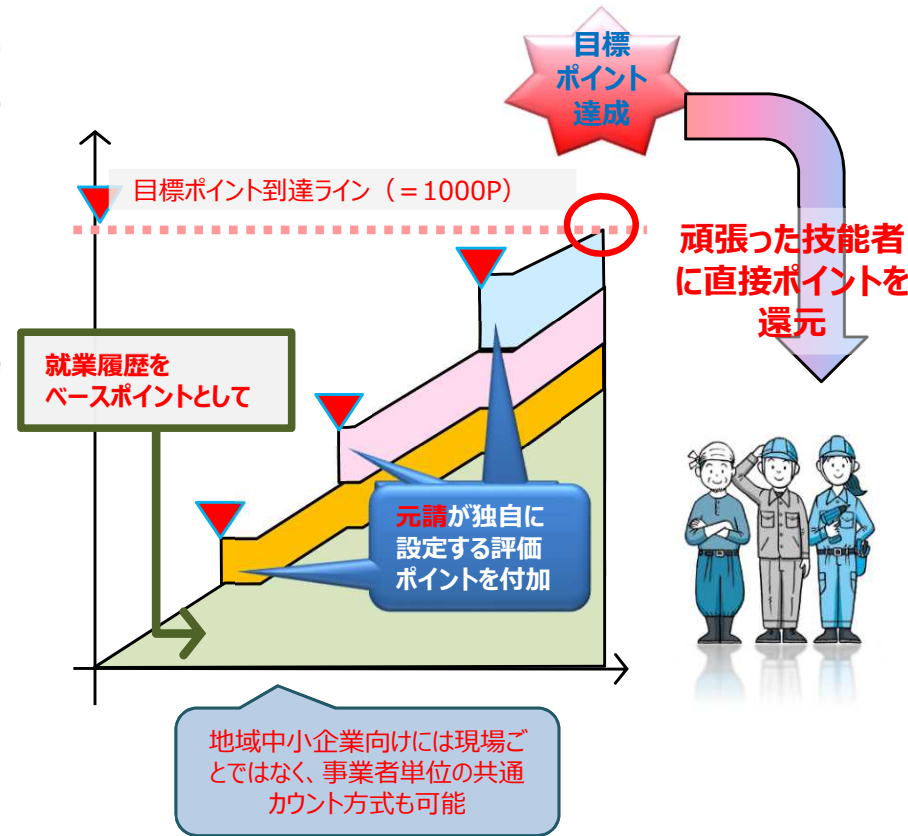 目標
ポイント
達成
目標ポイント到達ライン（＝1000P）
頑張った技能者
に直接ポイントを
還元
就業履歴を
ベースポイントとして
元請が独自に
設定する評価
ポイントを付加
地域中小企業向けには現場ご
とではなく、事業者単位の共通
カウント方式も可能